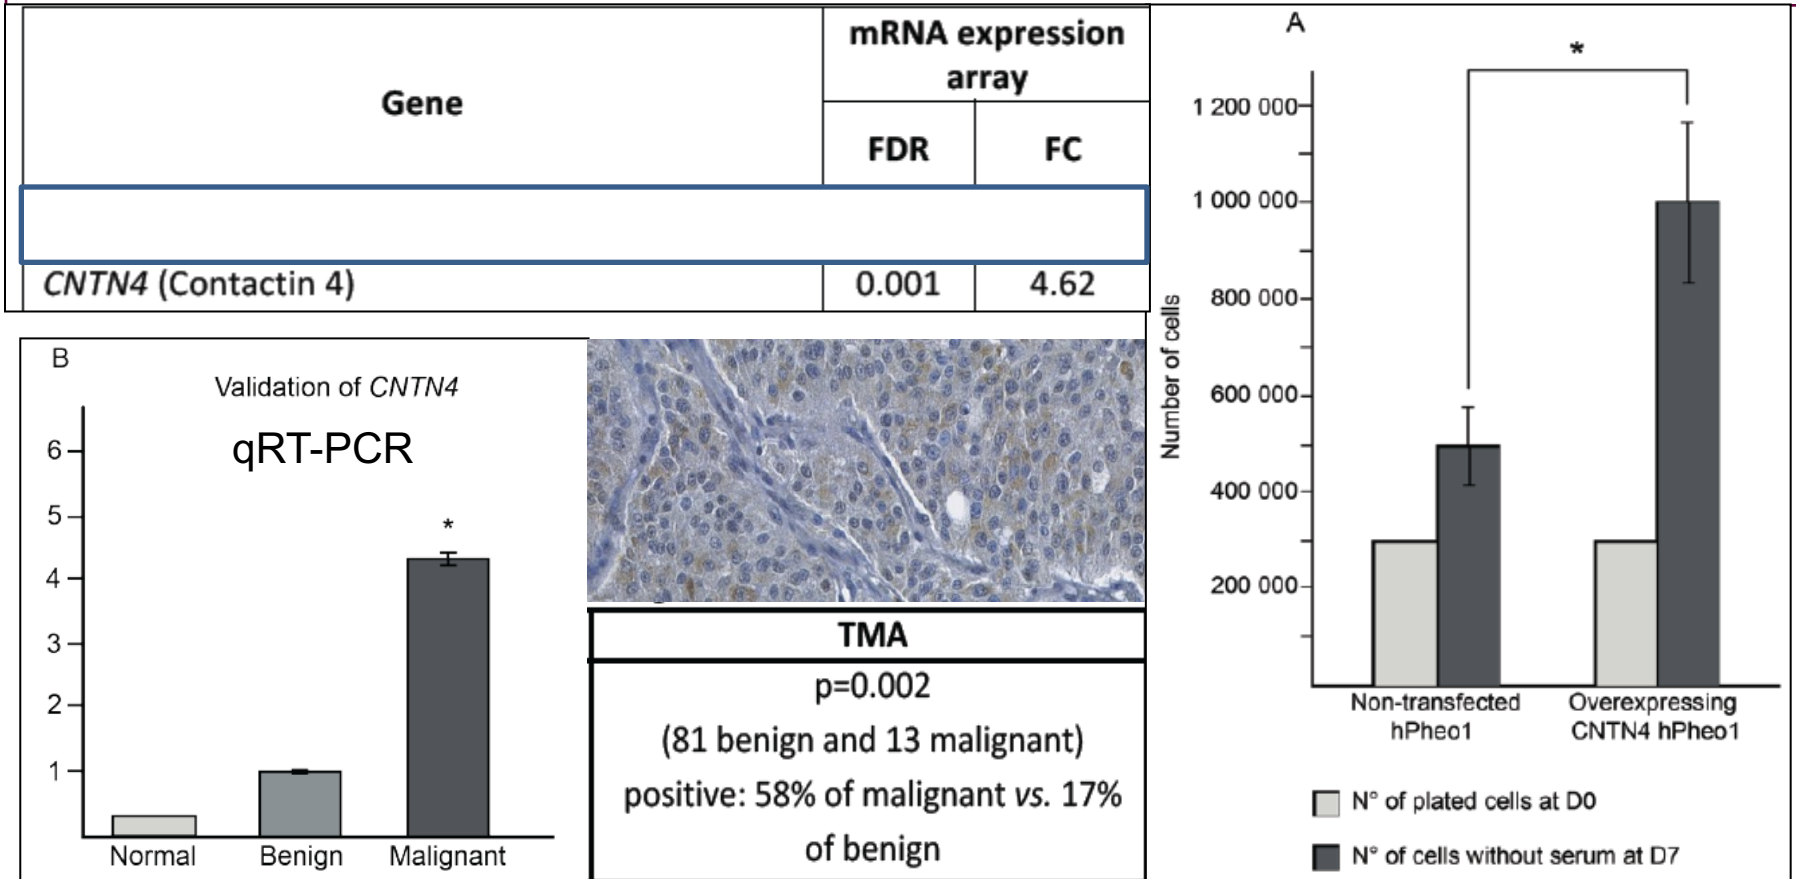 Gene
mRNA expression
array
FDR
FC
CNTN4 (Contactin 4)
0.001
4.62
B
Validation of CNTN4
qRT-PCR
6
5
4
3
2
1
*
Normal
Benign
Malignant
TMA
p=0.002
(81 benign and 13 malignant)
positive: 58% of malignant vs. 17%
of benign
A
*
Number of cells
1 200 000
1 000 000
800 000
600 000
400 000
200 000
Non-transfected
hPheo1
Overexpressing
CNTN4 hPheo1
N° of plated cells at D0
N° of cells without serum at D7